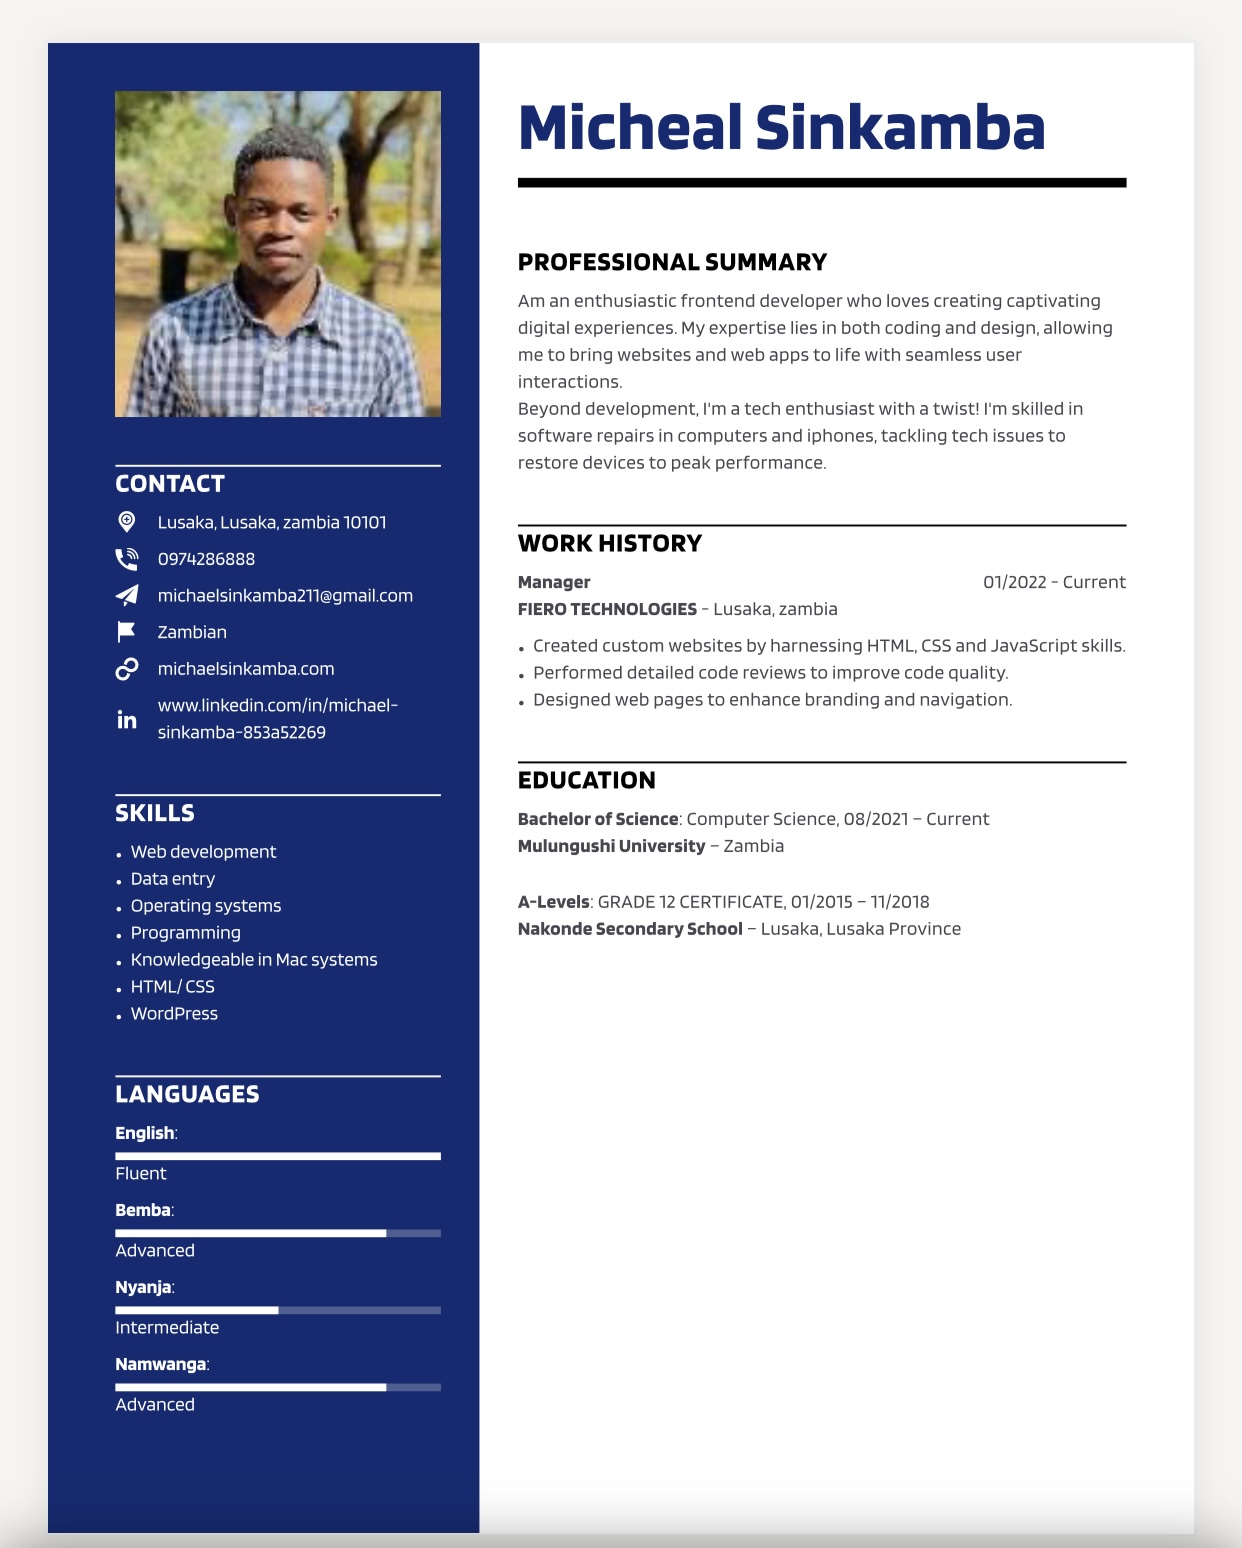 Micheal Sinkamba
CONTACT
Lusaka, Lusaka, zambia 10101
0974286888
michaelsinkamba211@gmail.com
Zambian
michaelsinkamba.com
www.linkedin.com/in/michael-
sinkamba-853a52269
SKILLS
• Web development
• Data entry
• Operating systems
• Programming
• Knowledgeable in Mac systems
• HTML/ CSS
• WordPress
LANGUAGES
English:
Fluent
Bemba:
Advanced
Nyanja:
Intermediate
Namwanga:
Advanced
PROFESSIONAL SUMMARY
Am an enthusiastic frontend developer who loves creating captivating
digital experiences. My expertise lies in both coding and design, allowing
me to bring websites and web apps to life with seamless user
interactions.
Beyond development, I'm a tech enthusiast with a twist! I'm skilled in
software repairs in computers and iphones, tackling tech issues to
restore devices to peak performance.
WORK HISTORY
Manager 01/2022 - Current
FIERO TECHNOLOGIES - Lusaka, zambia
• Created custom websites by harnessing HTML, CSS and JavaScript skills.
• Performed detailed code reviews to improve code quality.
• Designed web pages to enhance branding and navigation.
EDUCATION
Bachelor of Science: Computer Science, 08/2021 – Current
Mulungushi University – Zambia
A-Levels: GRADE 12 CERTIFICATE, 01/2015 – 11/2018
Nakonde Secondary School – Lusaka, Lusaka Province